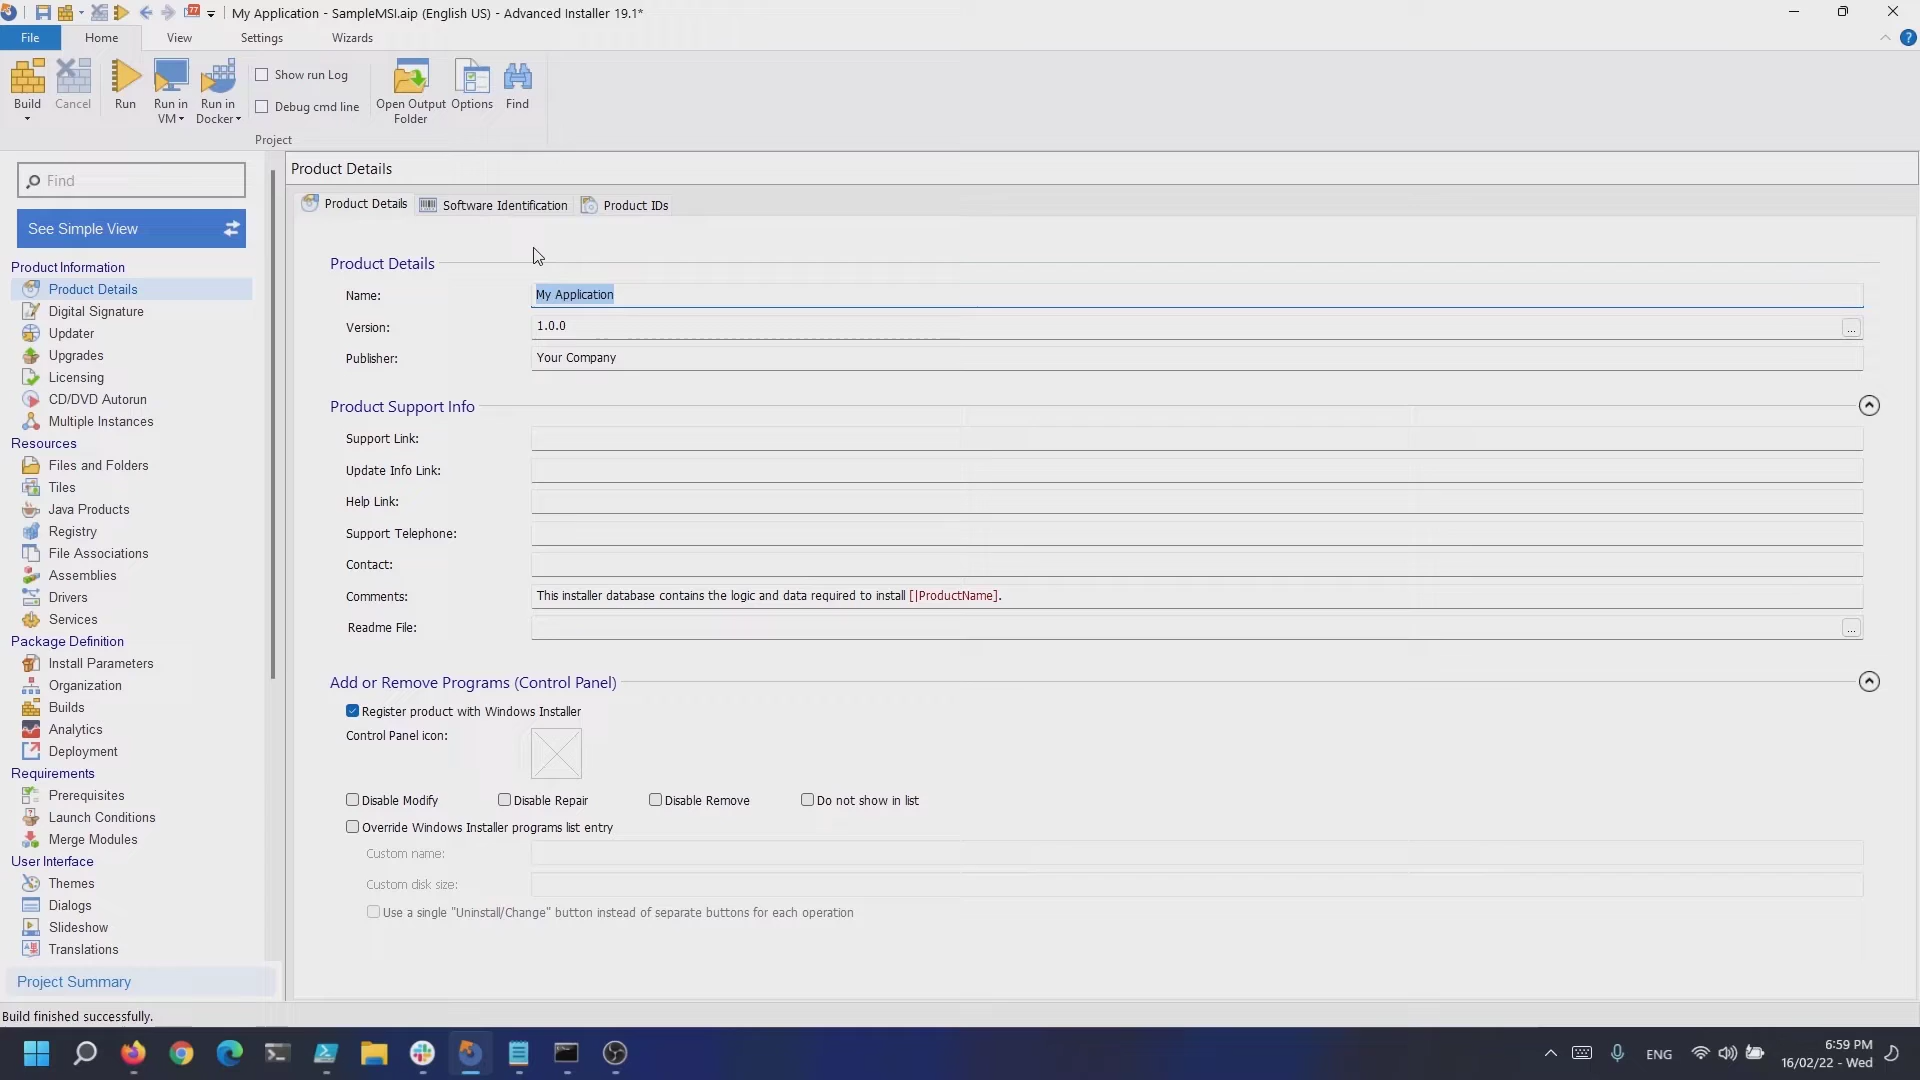 My Application - SampleMSI.aip (English US) - Advanced Installer 19.1*
File
Home
View
Settings
Wizards
Build
Cancel
Run
Run in VM
Run in Docker
Show run Log
Debug cmd line
Open Output Folder
Options
Find
Project
Find
See Simple View
Product Information
Product Details
Digital Signature
Updater
Upgrades
Licensing
CD/DVD Autorun
Multiple Instances
Resources
Files and Folders
Tiles
Java Products
Registry
File Associations
Assemblies
Drivers
Services
Package Definition
Install Parameters
Organization
Builds
Analytics
Deployment
Requirements
Prerequisites
Launch Conditions
Merge Modules
User Interface
Themes
Dialogs
Slideshow
Translations
Project Summary
Product Details
Product Details
Software Identification
Product IDs
Product Details
Name: My Application
Version: 1.0.0
...
Publisher: Your Company
Product Support Info
Support Link:
Update Info Link:
Help Link:
Support Telephone:
Contact:
Comments: This installer database contains the logic and data required to install [|ProductName].
Readme File:
...
Add or Remove Programs (Control Panel)
Register product with Windows Installer
Control Panel icon:
Disable Modify
Disable Repair
Disable Remove
Do not show in list
Override Windows Installer programs list entry
Custom name:
Custom disk size:
Use a single "Uninstall/Change" button instead of separate buttons for each operation
Build finished successfully.
ENG
6:59 PM
16/02/22 - Wed